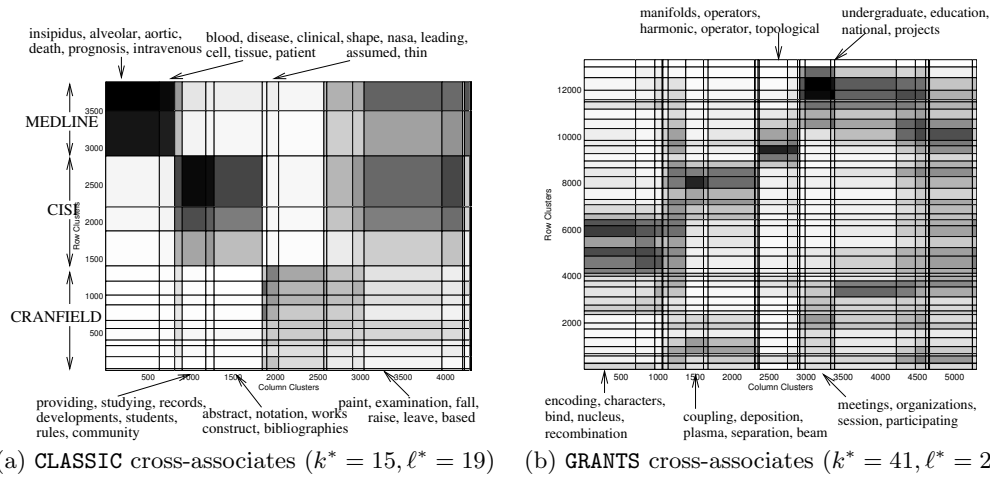 insipidus, alveolar, aortic,
death, prognosis, intravenous
blood, disease, clinical,
cell, tissue, patient
shape, nasa, leading,
assumed, thin
MEDLINE
CISI
CRANFIELD
Row Clusters
3500
3000
2500
2000
1500
1000
500
500 1000 1500 2000 2500 3000 3500 4000
Column Clusters
providing, studying, records,
developments, students,
rules, community
abstract, notation, works
construct, bibliographies
paint, examination, fall,
raise, leave, based
a) CLASSIC cross-associates (k* = 15, ℓ* = 19)
manifolds, operators,
harmonic, operator, topological
undergraduate, education,
national, projects
Row Clusters
12000
10000
8000
6000
4000
2000
500 1000 1500 2000 2500 3000 3500 4000 4500 5000
Column Clusters
encoding, characters,
bind, nucleus,
recombination
coupling, deposition,
plasma, separation, beam
meetings, organizations,
session, participating
(b) GRANTS cross-associates (k* = 41, ℓ* = 2